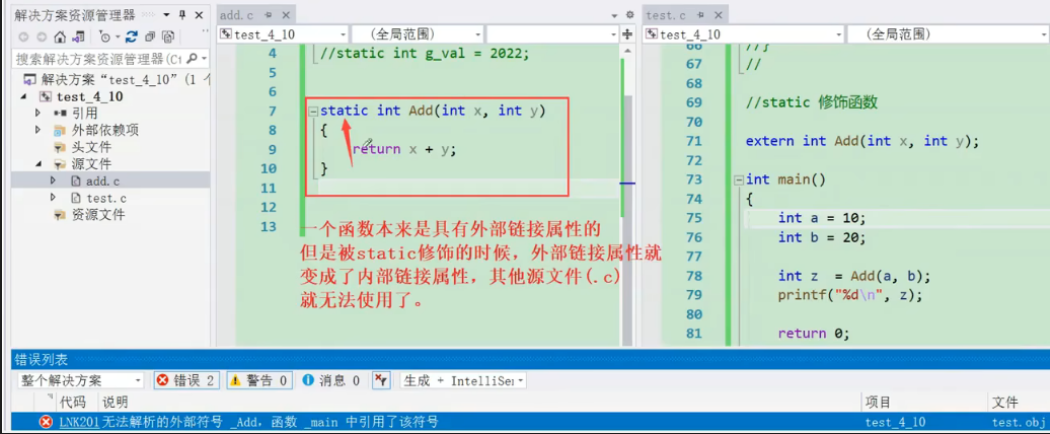 解决方案资源管理器
搜索解决方案资源管理器(Ct
解决方案"test_4_10"(1 个
test_4_10
引用
外部依赖项
头文件
源文件
add.c
test.c
资源文件
add.c
test_4_10
(全局范围)
4 //static int g_val = 2022;
5
6
7 static int Add(int x, int y)
8 {
9 return x + y;
10 }
11
12
13
一个函数本来是具有外部链接属性的
但是被static修饰的时候，外部链接属性就
变成了内部链接属性，其他源文件(.c)
就无法使用了。
test.c
test_4_10
(全局范围)
66 //}
67 //
68
69 //static 修饰函数
70
71 extern int Add(int x, int y);
72
73 int main()
74 {
75 int a = 10;
76 int b = 20;
77
78 int z = Add(a, b);
79 printf("%d\n", z);
80
81 return 0;
错误列表
整个解决方案 错误 2 警告 0 消息 0 生成 + IntelliSe
代码 说明 项目 文件
LNK201 无法解析的外部符号 _Add，函数 _main 中引用了该符号 test_4_10 test.obj